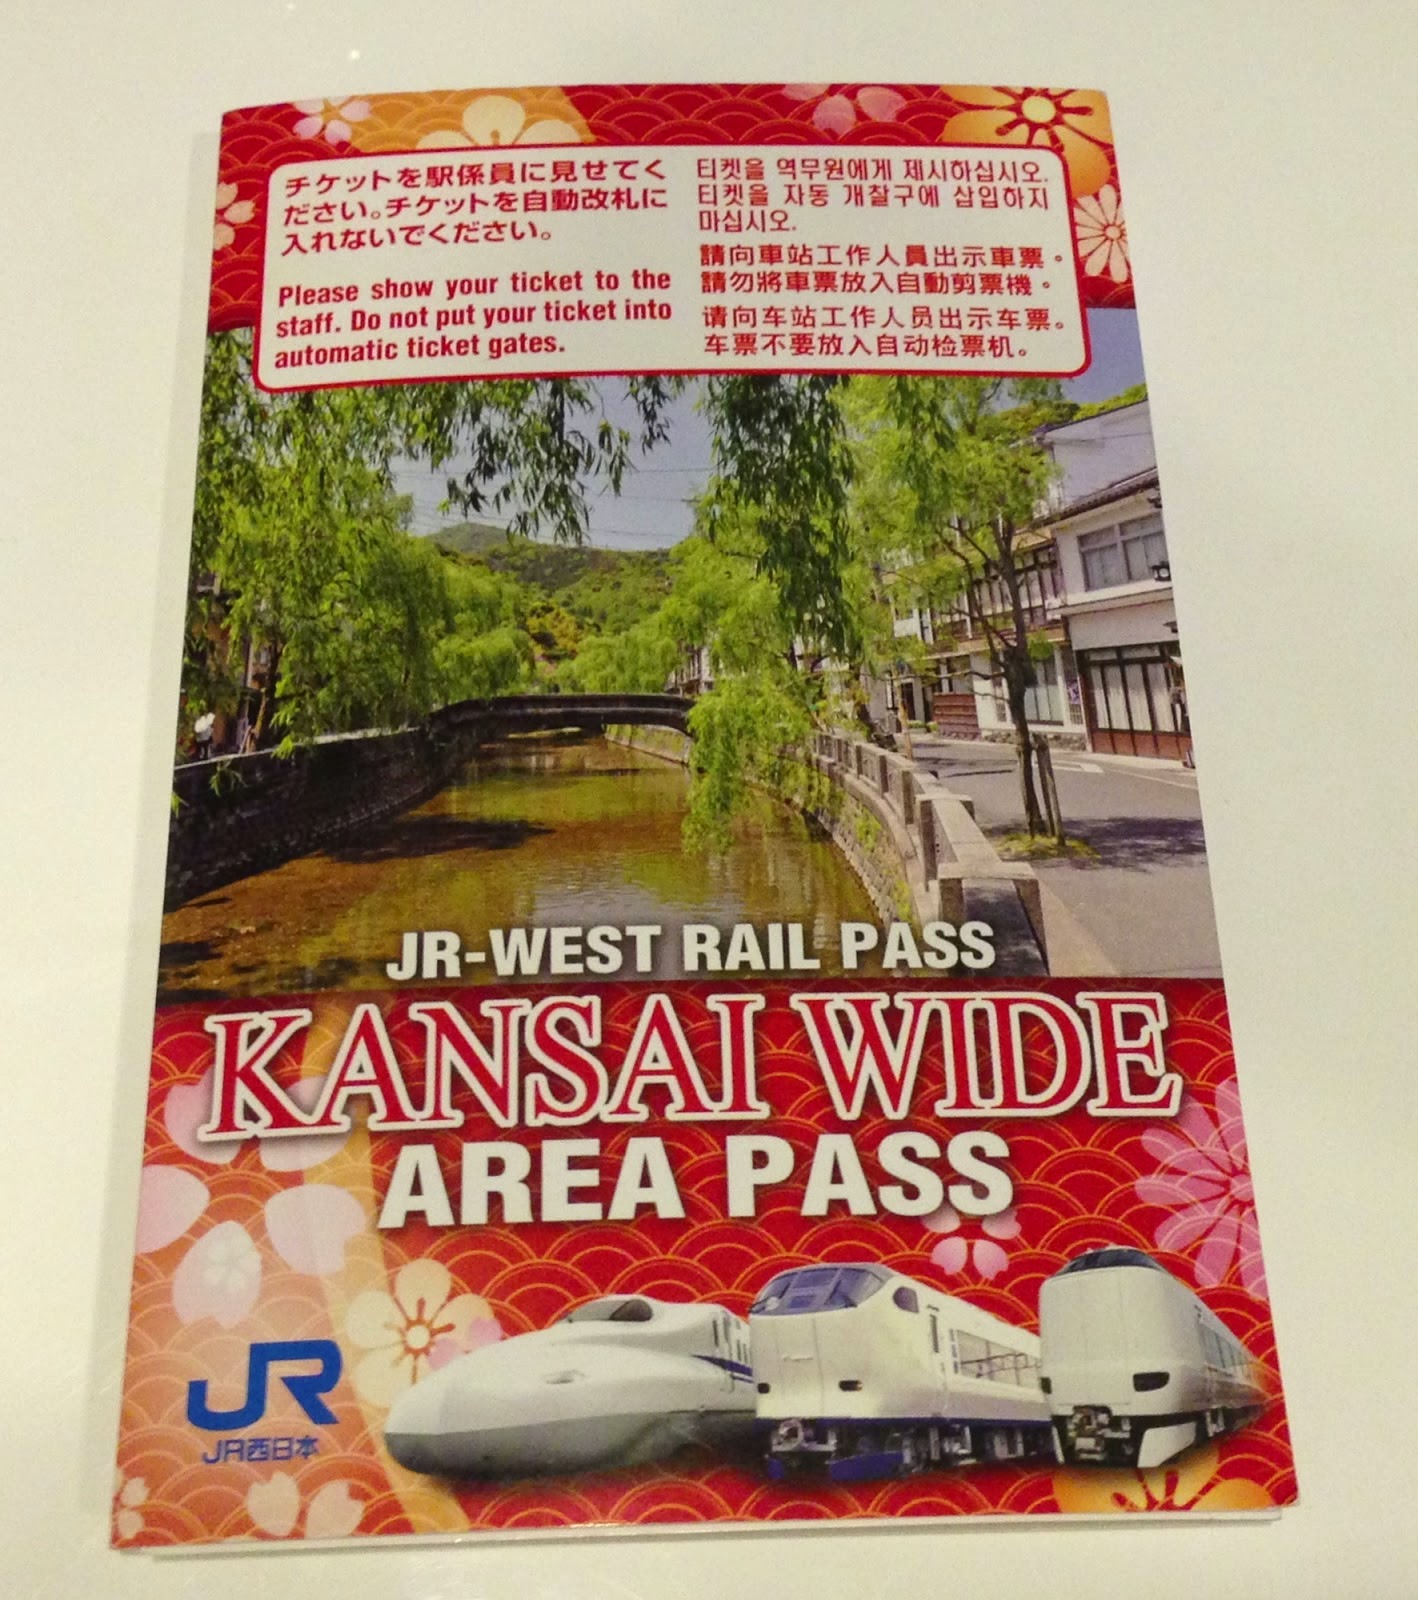 チケットを駅係員に見せてく
ださい。チケットを自動改札に
入れないでください。
Please show your ticket to the
staff. Do not put your ticket into
automatic ticket gates.
티켓을 역무원에게 제시하십시오.
티켓을 자동 개찰구에 삽입하지
마십시오.
請向車站工作人員出示車票。
請勿將車票放入自動剪票機。
请向车站工作人员出示车票。
车票不要放入自动检票机。
JR-WEST RAIL PASS
KANSAI WIDE
AREA PASS
JR
JR西日本